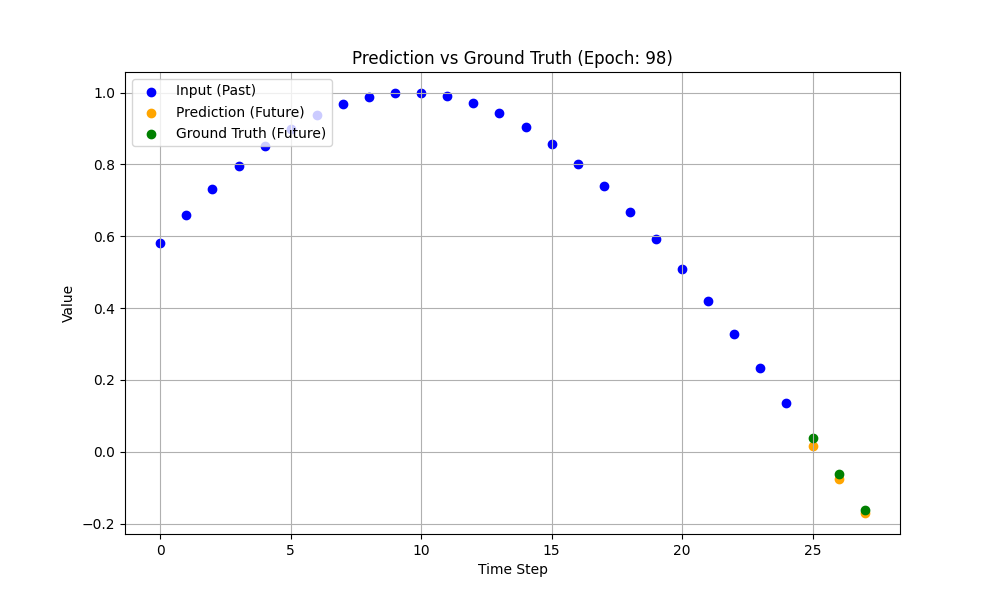 Prediction vs Ground Truth (Epoch: 98)
Input (Past)
Prediction (Future)
Ground Truth (Future)
1.0
0.8
0.6
0.4
0.2
0.0
−0.2
Value
0 5 10 15 20 25
Time Step